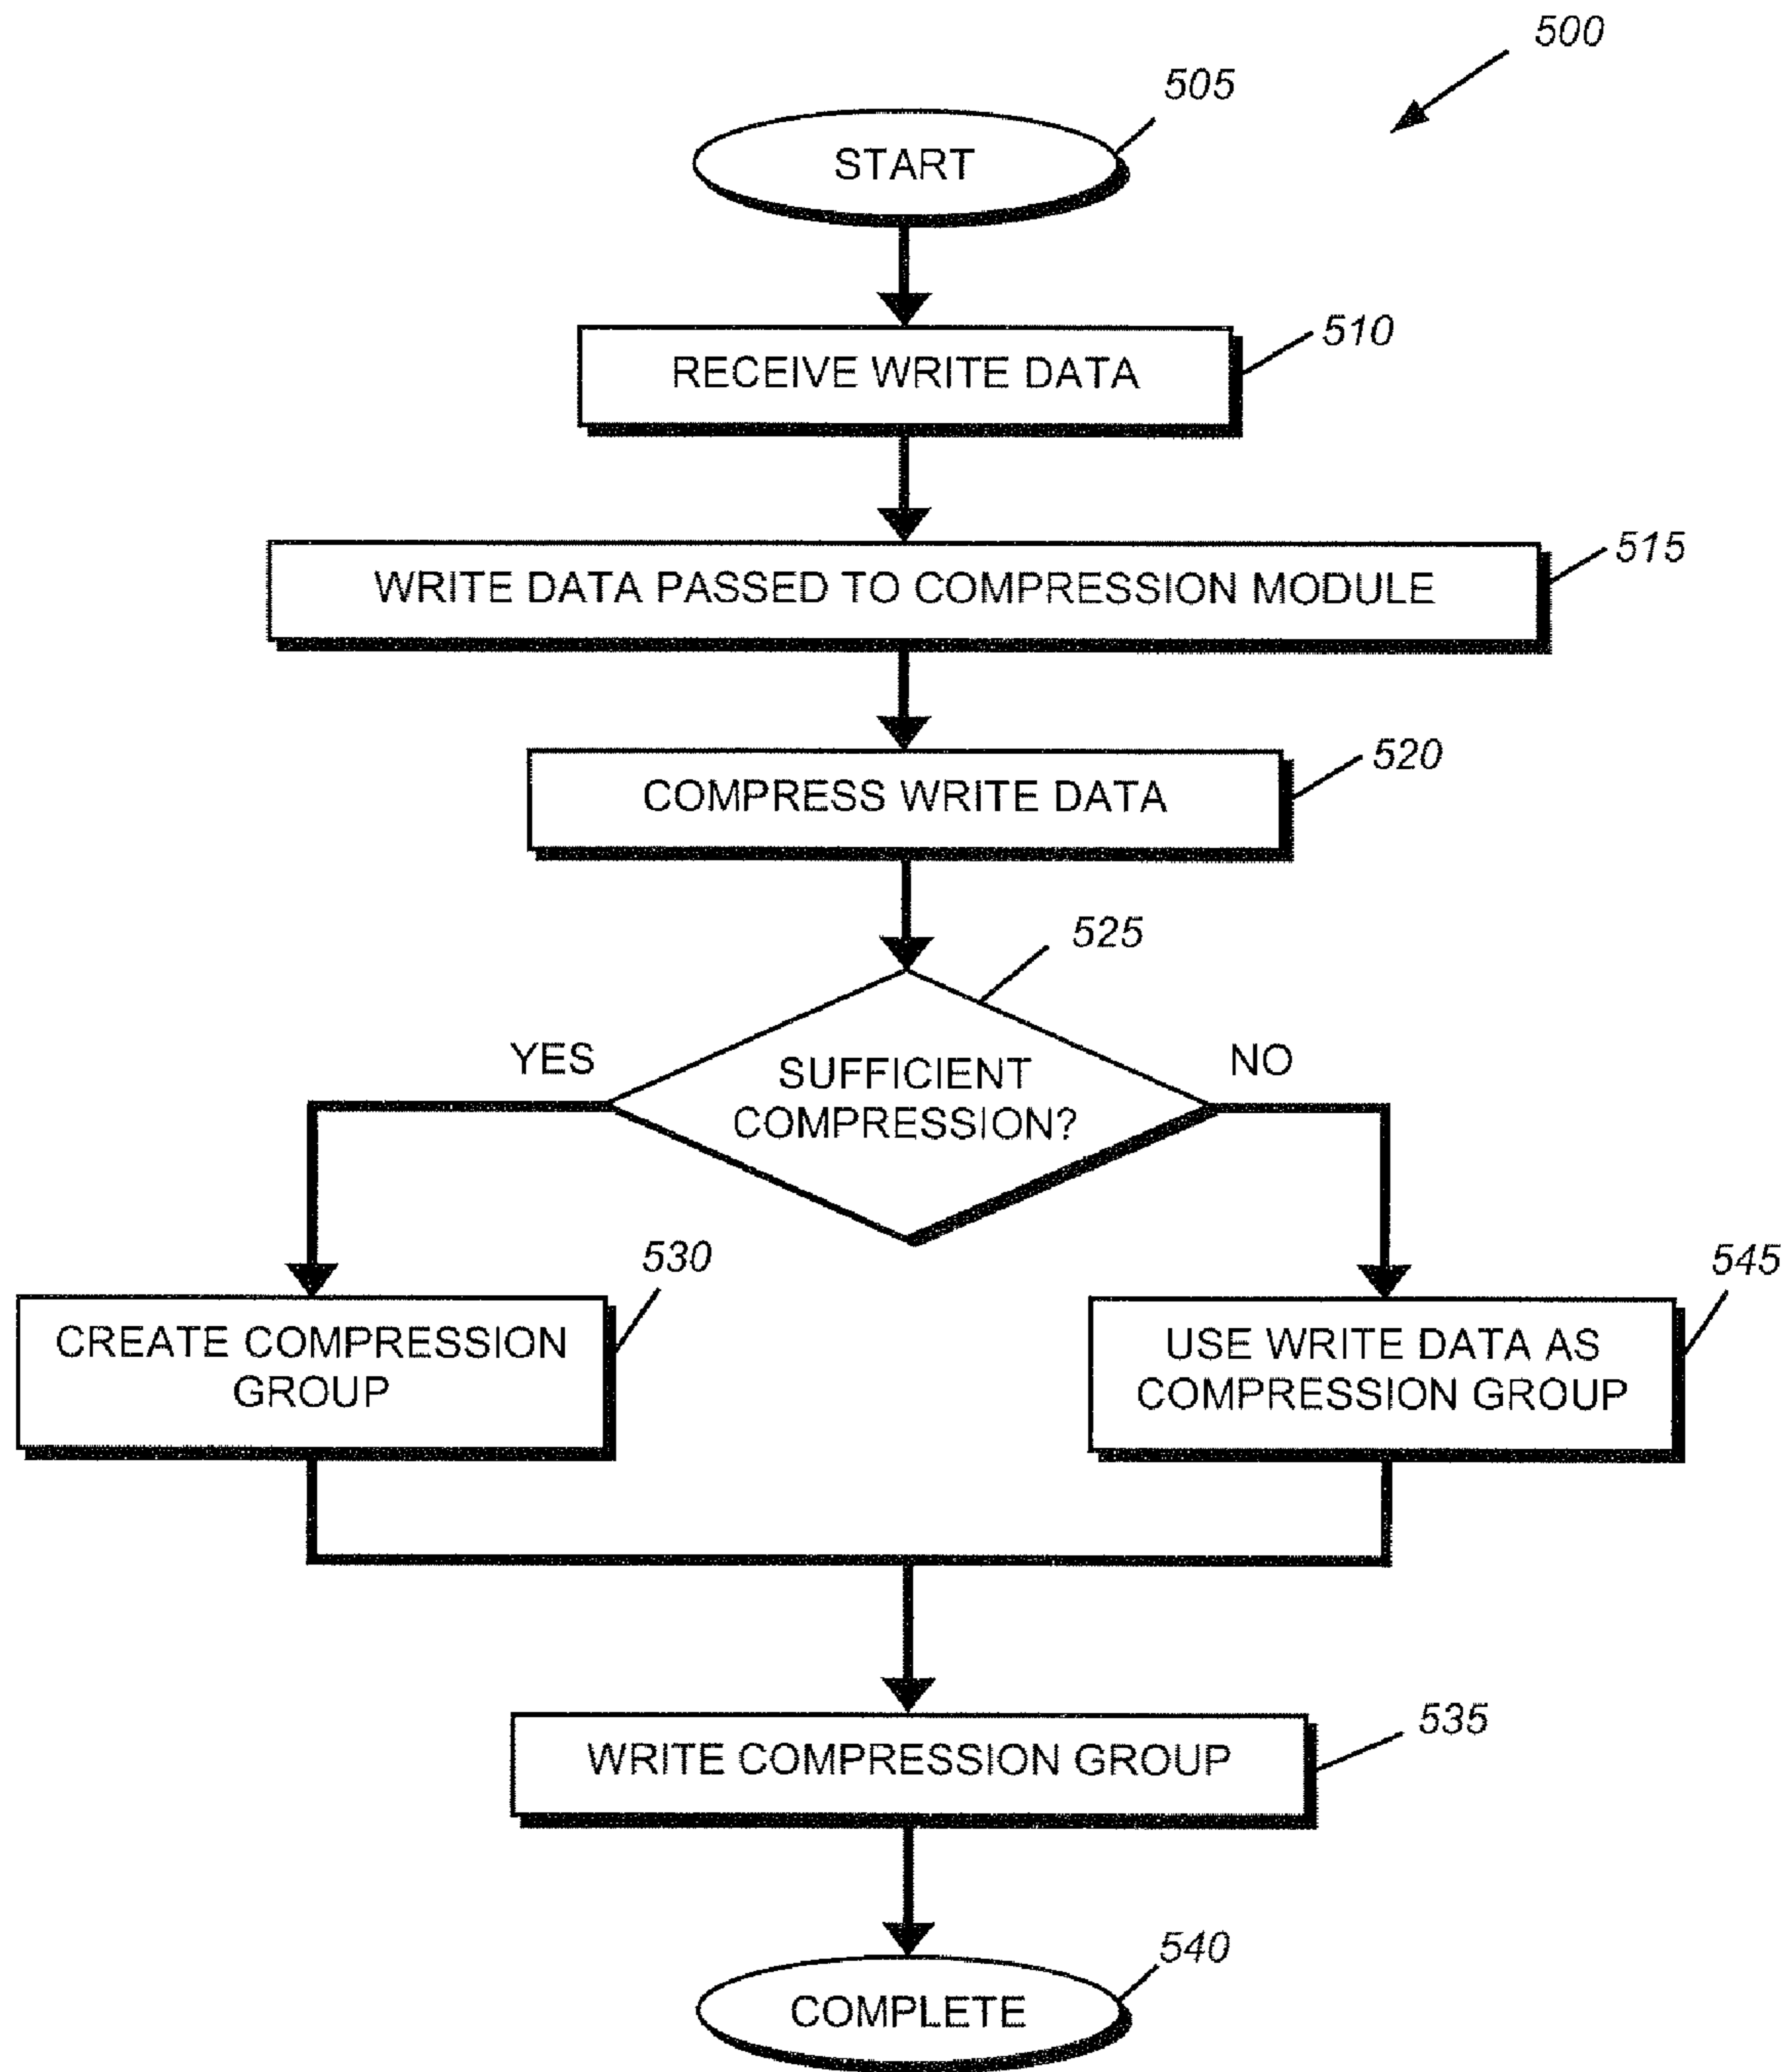 500
505
START
510
RECEIVE WRITE DATA
515
WRITE DATA PASSED TO COMPRESSION MODULE
520
COMPRESS WRITE DATA
525
YES
NO
SUFFICIENT
COMPRESSION?
530
545
CREATE COMPRESSION
GROUP
USE WRITE DATA AS
COMPRESSION GROUP
535
WRITE COMPRESSION GROUP
540
COMPLETE